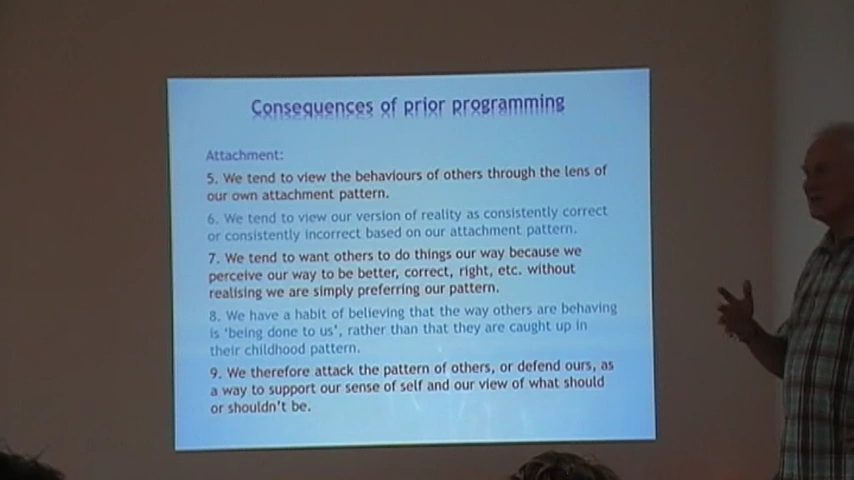 Consequences of prior programming
Attachment:
5. We tend to view the behaviours of others through the lens of
our own attachment pattern.
6. We tend to view our version of reality as consistently correct
or consistently incorrect based on our attachment pattern.
7. We tend to want others to do things our way because we
perceive our way to be better, correct, right, etc. without
realising we are simply preferring our pattern.
8. We have a habit of believing that the way others are behaving
is ‘being done to us’, rather than that they are caught up in
their childhood pattern.
9. We therefore attack the pattern of others, or defend ours, as
a way to support our sense of self and our view of what should
or shouldn’t be.